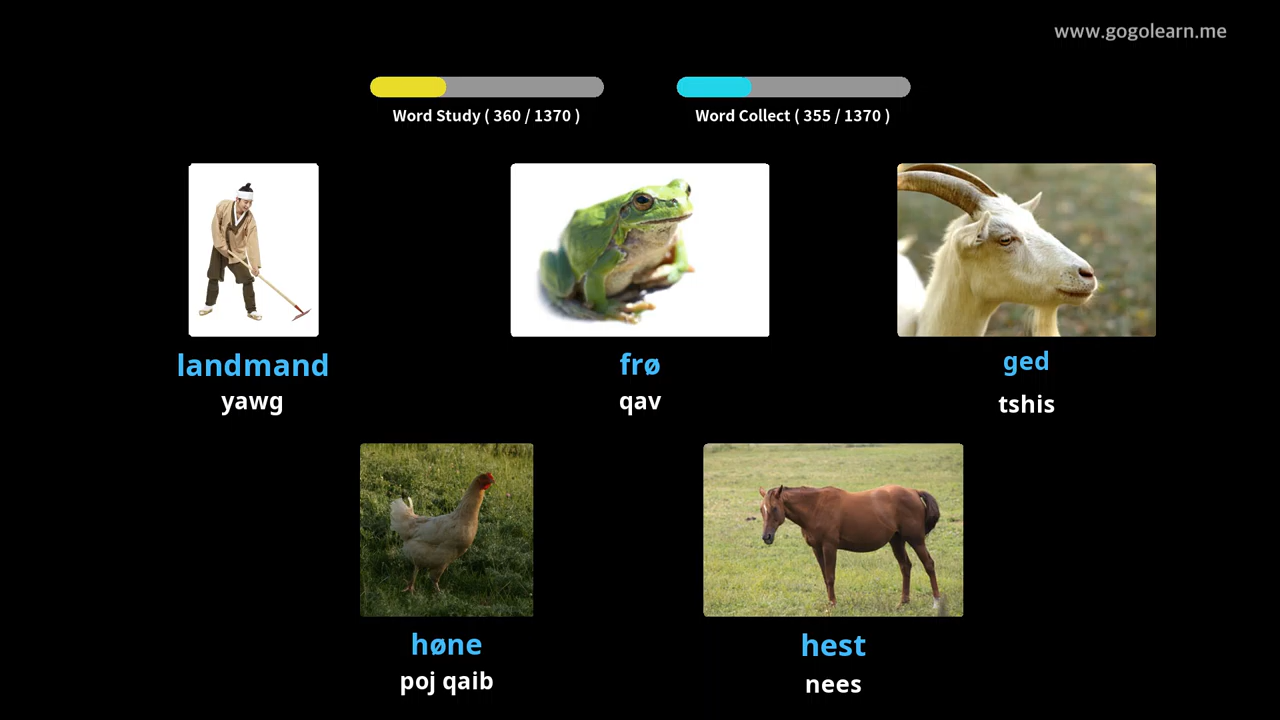 www.gogolearn.me
Word Study ( 360 / 1370 )
Word Collect ( 355 / 1370 )
landmand
yawg
frø
qav
ged
tshis
høne
poj qaib
hest
nees